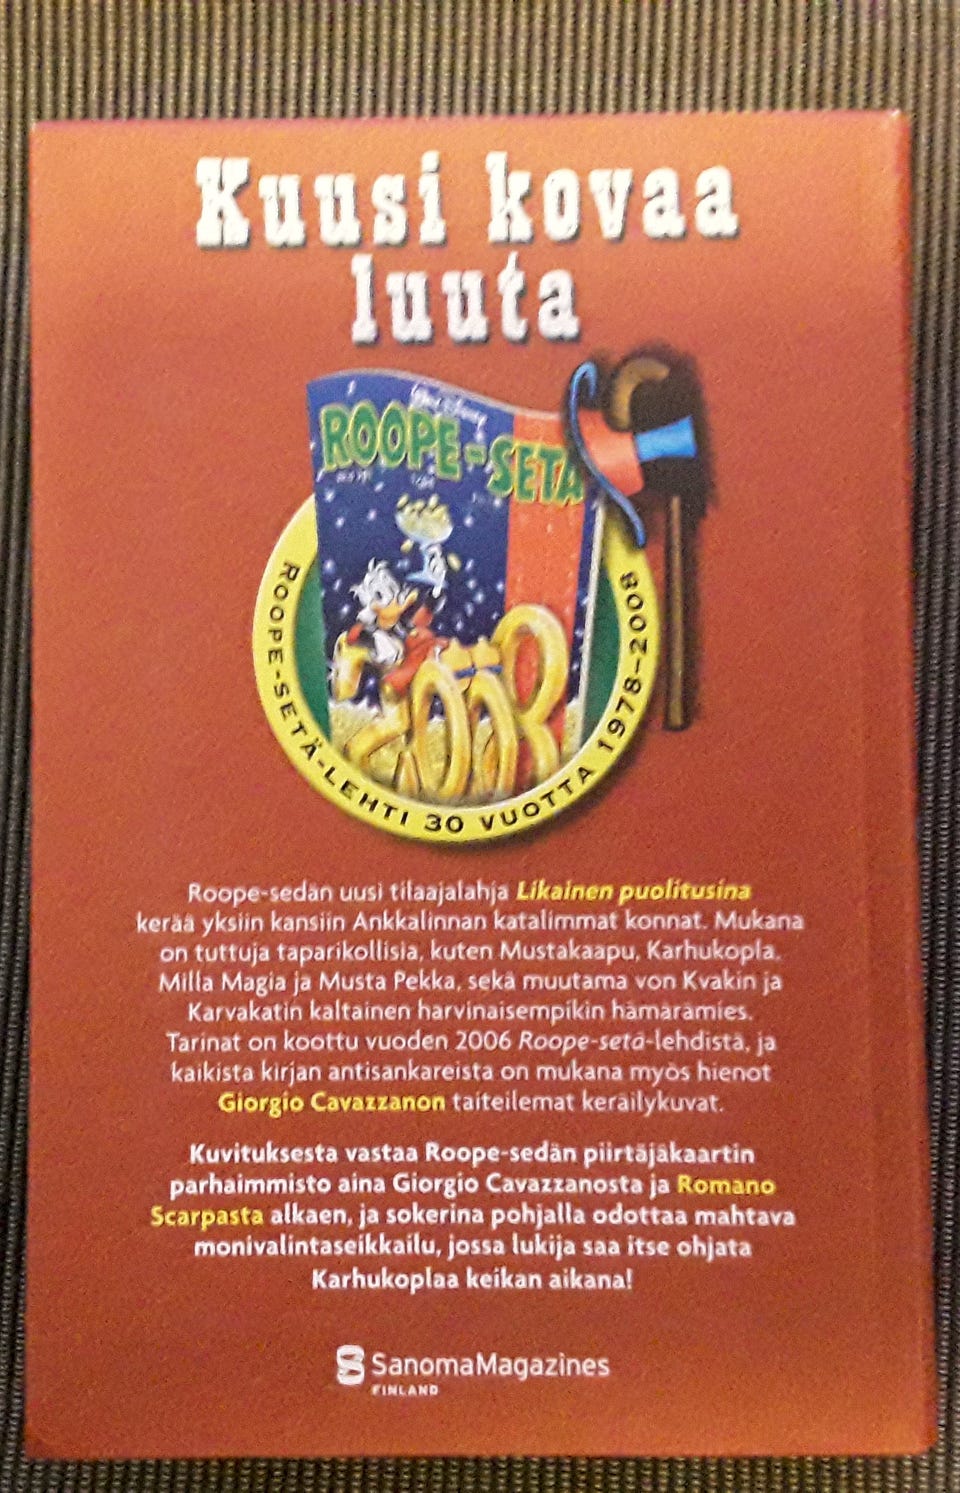 Kuusi kovaa
luuta
Walt Disney
ROOPE-SETÄ
2008
ROOPE-SETÄ-LEHTI 30 VUOTTA 1978–2008
Roope-sedän uusi tilaajalahja Likainen puolitusina
kerää yksiin kansiin Ankkalinnan katalimmat konnat. Mukana
on tuttuja taparikollisia, kuten Mustakaapu, Karhukopla,
Milla Magia ja Musta Pekka, sekä muutama von Kvakin ja
Karvakatin kaltainen harvinaisempikin hämärämies.
Tarinat on koottu vuoden 2006 Roope-setä-lehdistä, ja
kaikista kirjan antisankareista on mukana myös hienot
Giorgio Cavazzanon taiteilemat keräilykuvat.
Kuvituksesta vastaa Roope-sedän piirtäjäkaartin
parhaimmisto aina Giorgio Cavazzanosta ja Romano
Scarpasta alkaen, ja sokerina pohjalla odottaa mahtava
monivalintaseikkailu, jossa lukija saa itse ohjata
Karhukoplaa keikan aikana!
SanomaMagazines
FINLAND